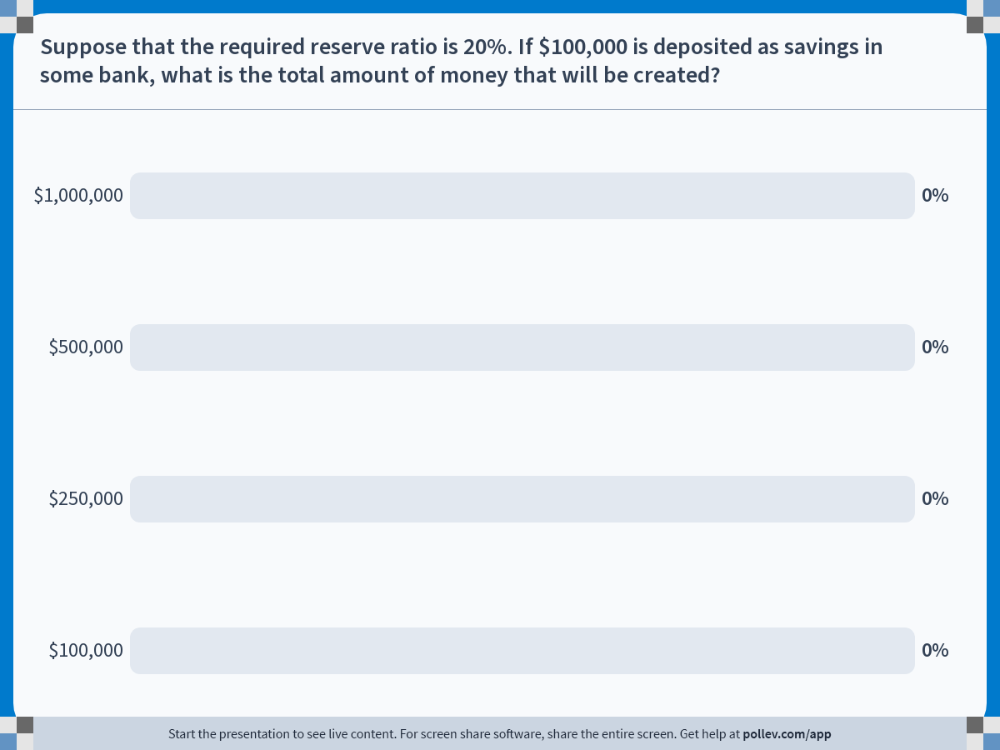 Suppose that the required reserve ratio is 20%. If $100,000 is deposited as savings in
some bank, what is the total amount of money that will be created?
$1,000,000 0%
$500,000 0%
$250,000 0%
$100,000 0%
Start the presentation to see live content. For screen share software, share the entire screen. Get help at pollev.com/app